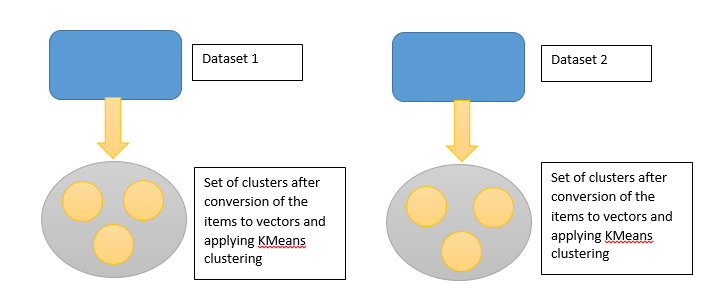 Dataset 1
Dataset 2
Set of clusters after
conversion of the
items to vectors and
applying KMeans
clustering
Set of clusters after
conversion of the
items to vectors and
applying KMeans
clustering